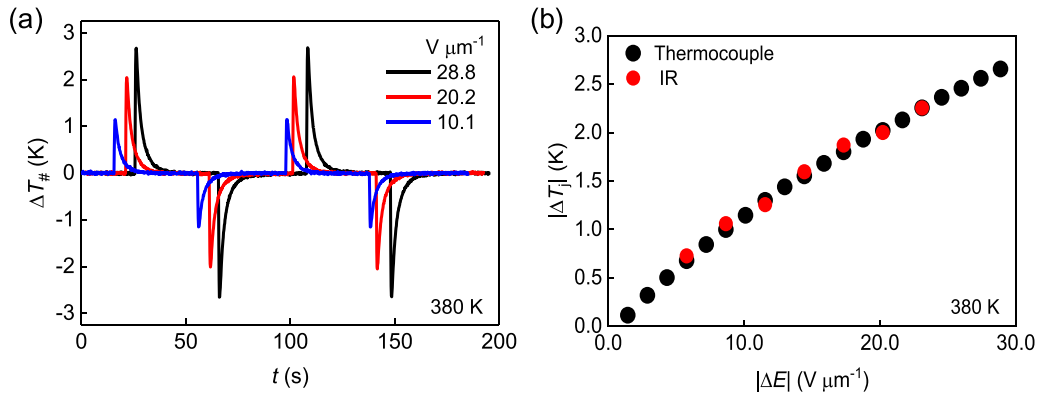 (a)
3
2
1
0
-1
-2
-3
ΔT# (K)
V μm-1
28.8
20.2
10.1
380 K
0
50
100
150
200
t (s)
(b)
3.0
2.5
2.0
1.5
1.0
0.5
0.0
|ΔTj| (K)
Thermocouple
IR
380 K
0.0
10.0
20.0
30.0
|ΔE| (V μm-1)